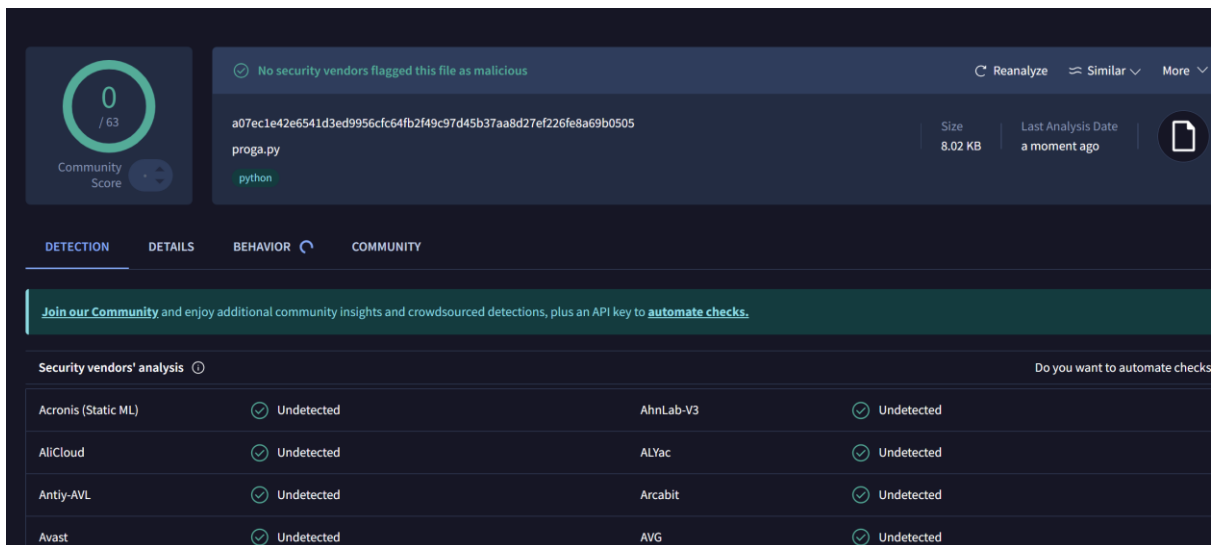 0
/ 63
Community
Score
No security vendors flagged this file as malicious
Reanalyze
Similar
More
a07ec1e42e6541d3ed9956cfc64fb2f49c97d45b37aa8d27ef226fe8a69b0505
proga.py
python
Size
8.02 KB
Last Analysis Date
a moment ago
DETECTION
DETAILS
BEHAVIOR
COMMUNITY
Join our Community and enjoy additional community insights and crowdsourced detections, plus an API key to automate checks.
Security vendors' analysis
Do you want to automate checks
Acronis (Static ML)
Undetected
AhnLab-V3
Undetected
AliCloud
Undetected
ALYac
Undetected
Antiy-AVL
Undetected
Arcabit
Undetected
Avast
Undetected
AVG
Undetected